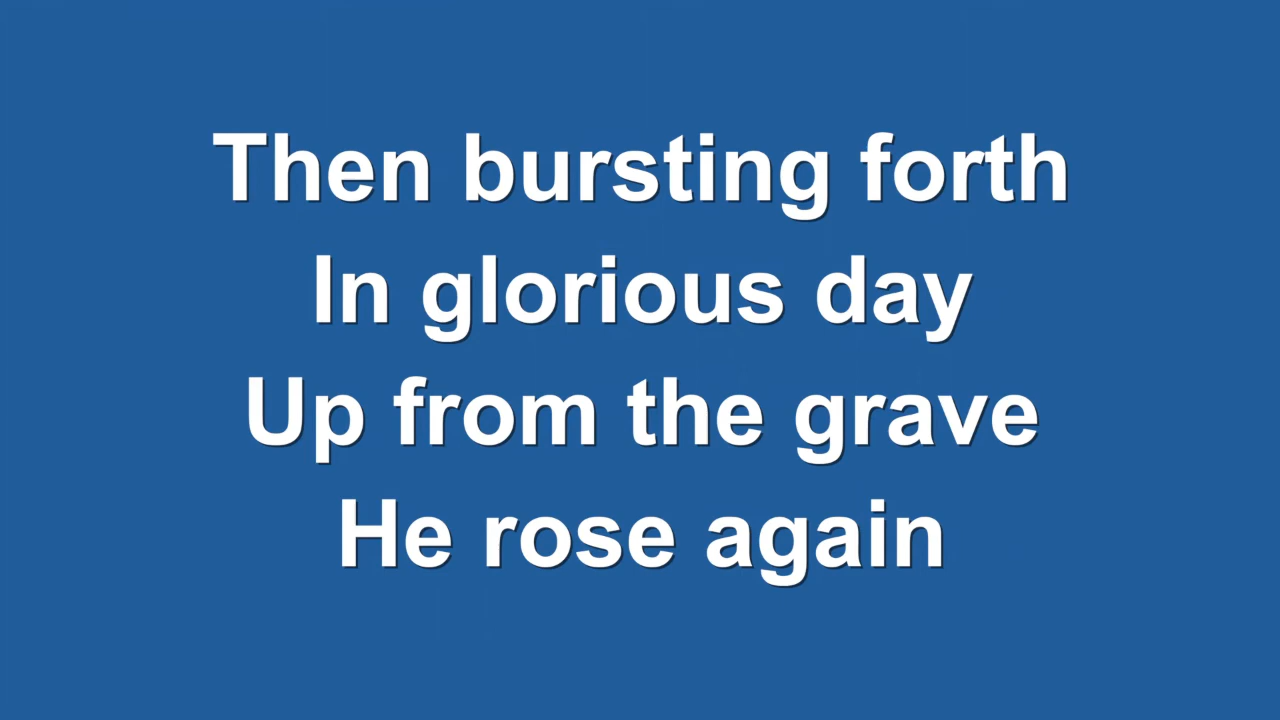 Then bursting forth
In glorious day
Up from the grave
He rose again